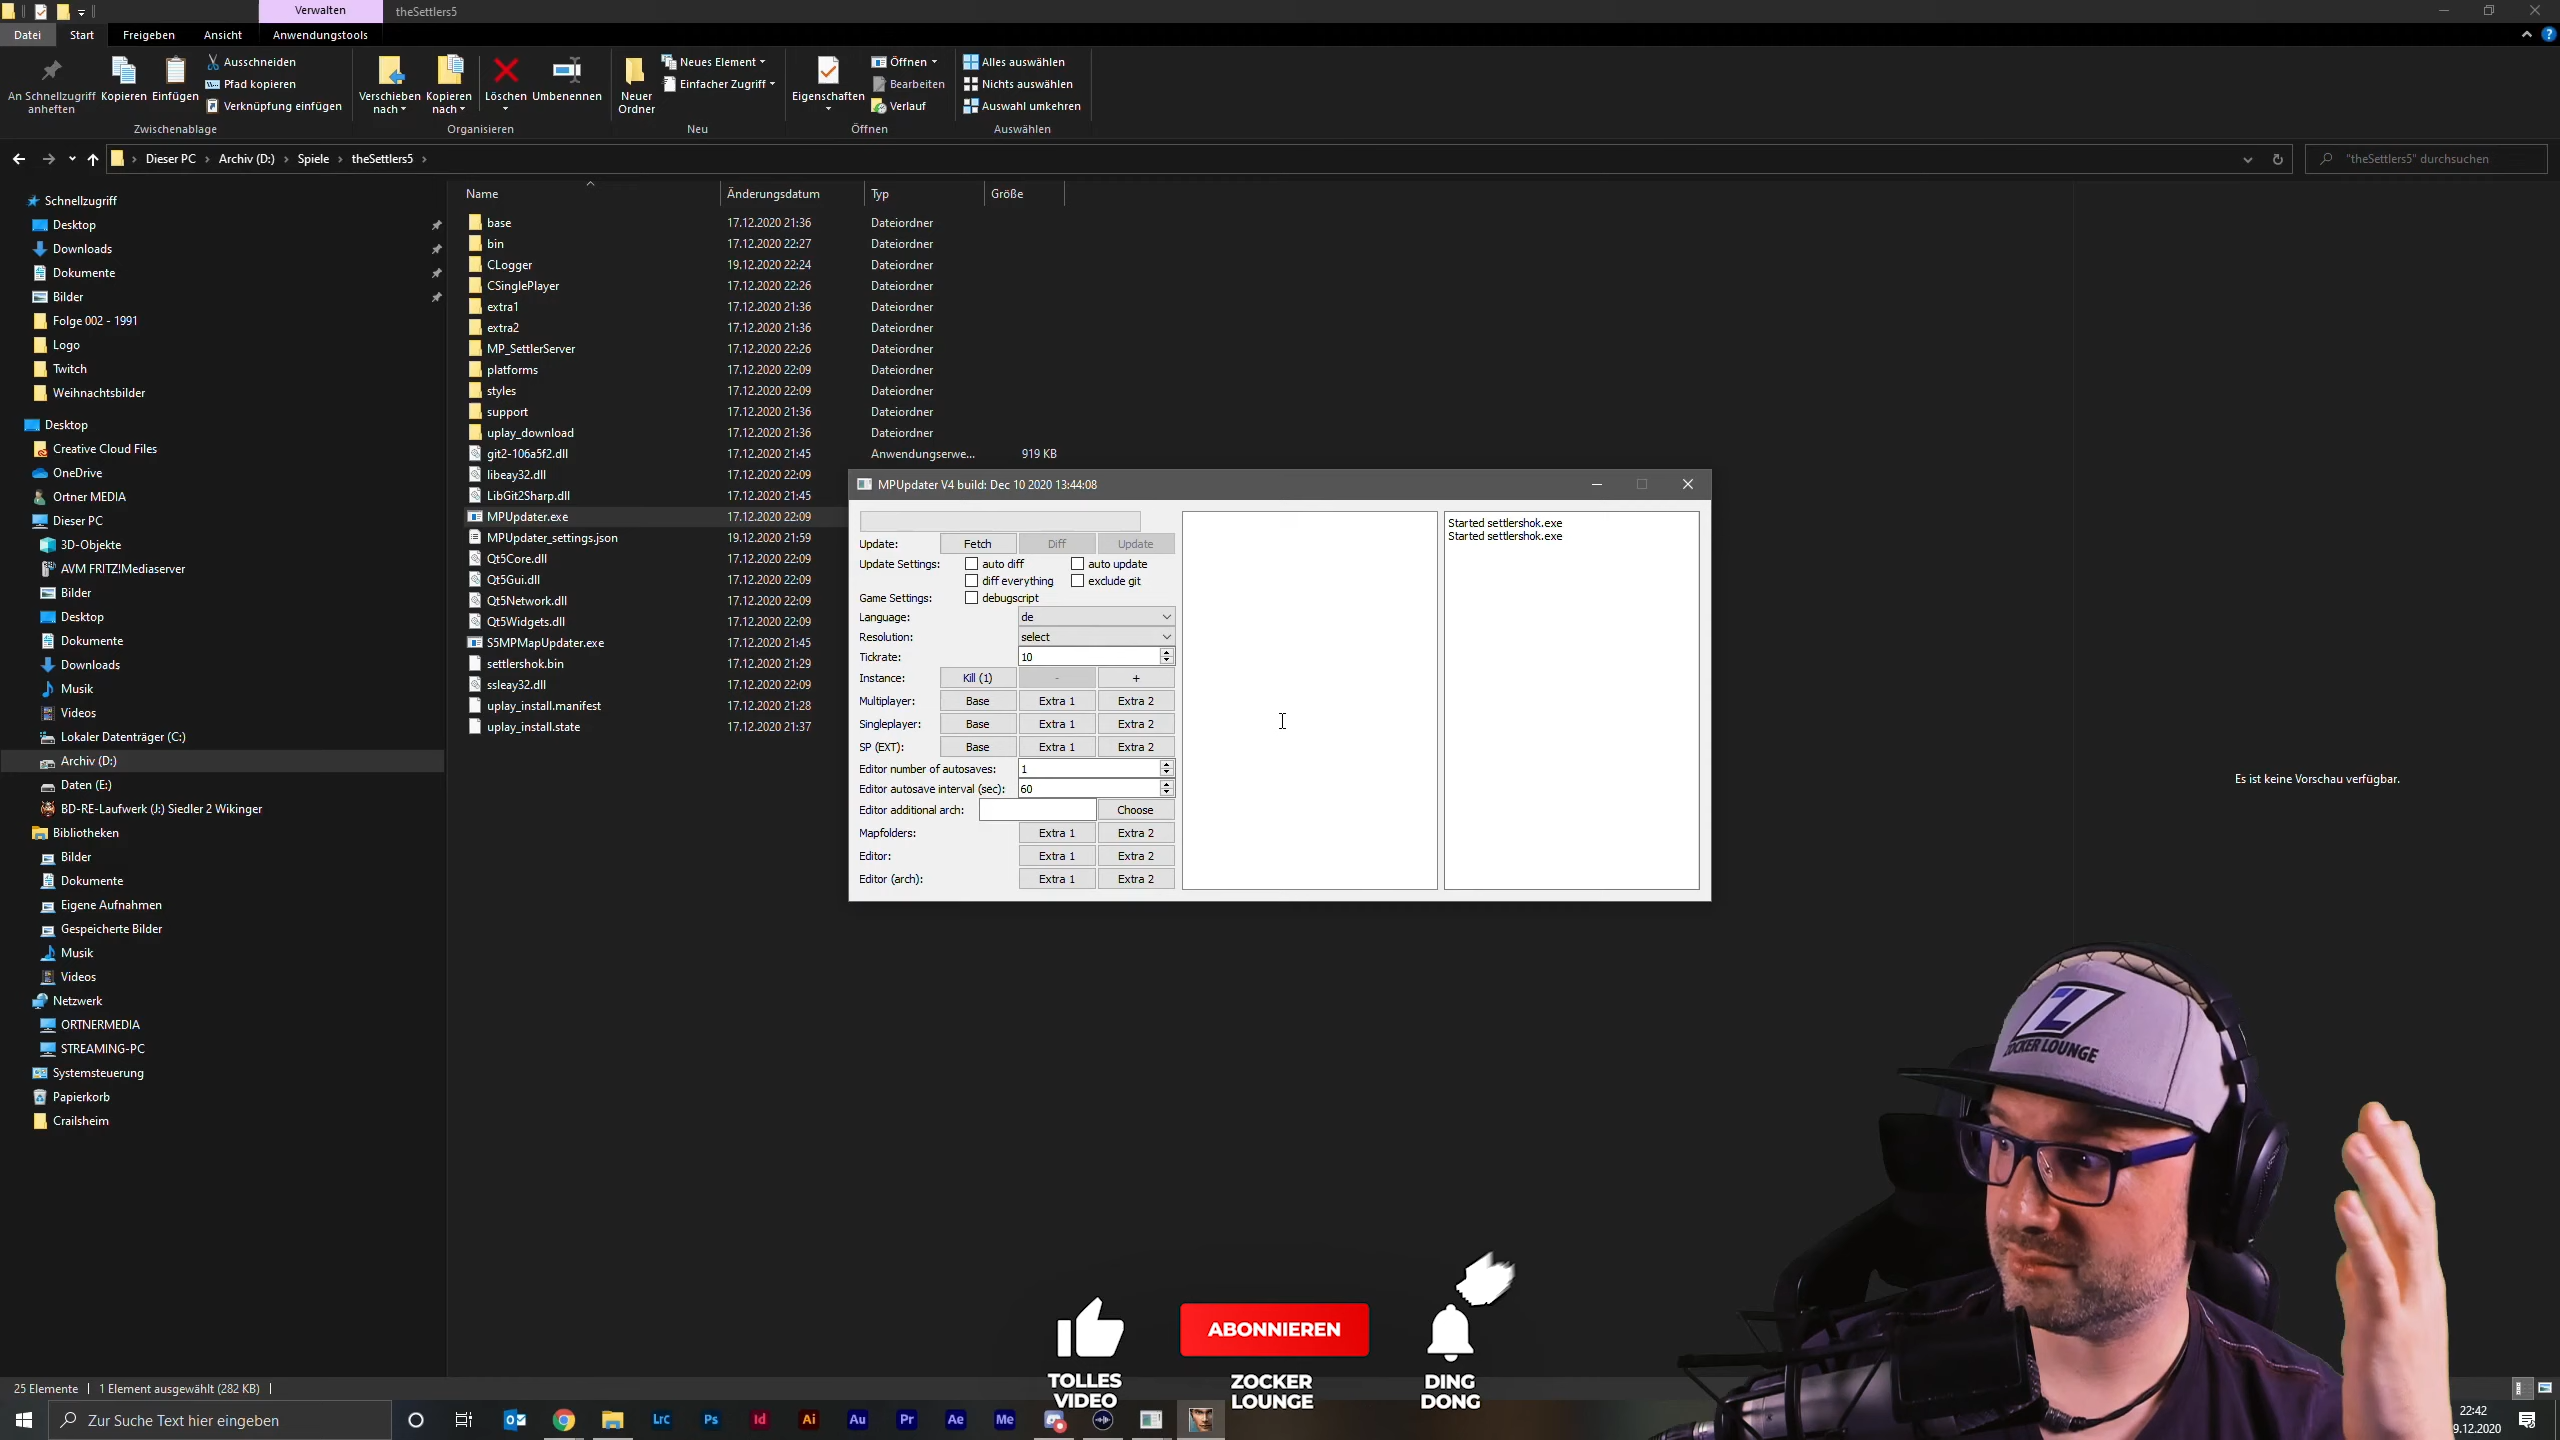 Verwalten
theSettlers5
Datei
Start
Freigeben
Ansicht
Anwendungstools
An Schnellzugriff anheften
Kopieren
Einfügen
Ausschneiden
Pfad kopieren
Verknüpfung einfügen
Zwischenablage
Verschieben nach
Kopieren nach
Löschen
Umbenennen
Organisieren
Neuer Ordner
Neues Element
Einfacher Zugriff
Neu
Eigenschaften
Öffnen
Bearbeiten
Verlauf
Öffnen
Alles auswählen
Nichts auswählen
Auswahl umkehren
Auswählen
Dieser PC › Archiv (D:) › Spiele › theSettlers5 ›
"theSettlers5" durchsuchen
Schnellzugriff
Desktop
Downloads
Dokumente
Bilder
Folge 002 - 1991
Logo
Twitch
Weihnachtsbilder
Desktop
Creative Cloud Files
OneDrive
Ortner MEDIA
Dieser PC
3D-Objekte
AVM FRITZ!Mediaserver
Bilder
Desktop
Dokumente
Downloads
Musik
Videos
Lokaler Datenträger (C:)
Archiv (D:)
Daten (E:)
BD-RE-Laufwerk (J:) Siedler 2 Wikinger
Bibliotheken
Bilder
Dokumente
Eigene Aufnahmen
Gespeicherte Bilder
Musik
Videos
Netzwerk
ORTNERMEDIA
STREAMING-PC
Systemsteuerung
Papierkorb
Crailsheim
Name Änderungsdatum Typ Größe
base 17.12.2020 21:36 Dateiordner
bin 17.12.2020 22:27 Dateiordner
CLogger 19.12.2020 22:24 Dateiordner
CSinglePlayer 17.12.2020 22:26 Dateiordner
extra1 17.12.2020 21:36 Dateiordner
extra2 17.12.2020 21:36 Dateiordner
MP_SettlerServer 17.12.2020 22:26 Dateiordner
platforms 17.12.2020 22:09 Dateiordner
styles 17.12.2020 22:09 Dateiordner
support 17.12.2020 21:36 Dateiordner
uplay_download 17.12.2020 21:36 Dateiordner
git2-106a5f2.dll 17.12.2020 21:45 Anwendungserwe... 919 KB
libeay32.dll 17.12.2020 22:09
LibGit2Sharp.dll 17.12.2020 21:45
MPUpdater.exe 17.12.2020 22:09
MPUpdater_settings.json 19.12.2020 21:59
Qt5Core.dll 17.12.2020 22:09
Qt5Gui.dll 17.12.2020 22:09
Qt5Network.dll 17.12.2020 22:09
Qt5Widgets.dll 17.12.2020 22:09
S5MPMapUpdater.exe 17.12.2020 21:45
settlershok.bin 17.12.2020 21:29
ssleay32.dll 17.12.2020 22:09
uplay_install.manifest 17.12.2020 21:28
uplay_install.state 17.12.2020 21:37
MPUpdater V4 build: Dec 10 2020 13:44:08
Update: Fetch Diff Update
Update Settings: auto diff auto update
diff everything exclude git
Game Settings: debugscript
Language: de
Resolution: select
Tickrate: 10
Instance: Kill (1) - +
Multiplayer: Base Extra 1 Extra 2
Singleplayer: Base Extra 1 Extra 2
SP (EXT): Base Extra 1 Extra 2
Editor number of autosaves: 1
Editor autosave interval (sec): 60
Editor additional arch: Choose
Mapfolders: Extra 1 Extra 2
Editor: Extra 1 Extra 2
Editor (arch): Extra 1 Extra 2
Started settlershok.exe
Started settlershok.exe
Es ist keine Vorschau verfügbar.
ZOCKER LOUNGE
TOLLES
VIDEO
ABONNIEREN
ZOCKER
LOUNGE
DING
DONG
25 Elemente
1 Element ausgewählt (282 KB)
Zur Suche Text hier eingeben
Lrc Ps Id Ai Au Pr Ae Me
22:42
9.12.2020